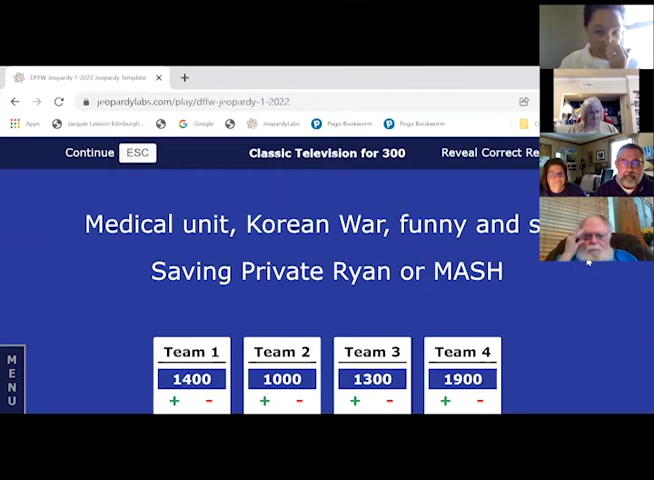 DFFW Jeopardy 1-2022 Jeopardy Template
jeopardylabs.com/play/dffw-jeopardy-1-2022
Apps Jacquie Lawson Edinburgh... Google JeopardyLabs Pogo Bookworm Pogo Bookworm
Continue ESC Classic Television for 300 Reveal Correct Re
Medical unit, Korean War, funny and s
Saving Private Ryan or MASH
MENU
Team 1 Team 2 Team 3 Team 4
1400 1000 1300 1900
+ - + - + - + -